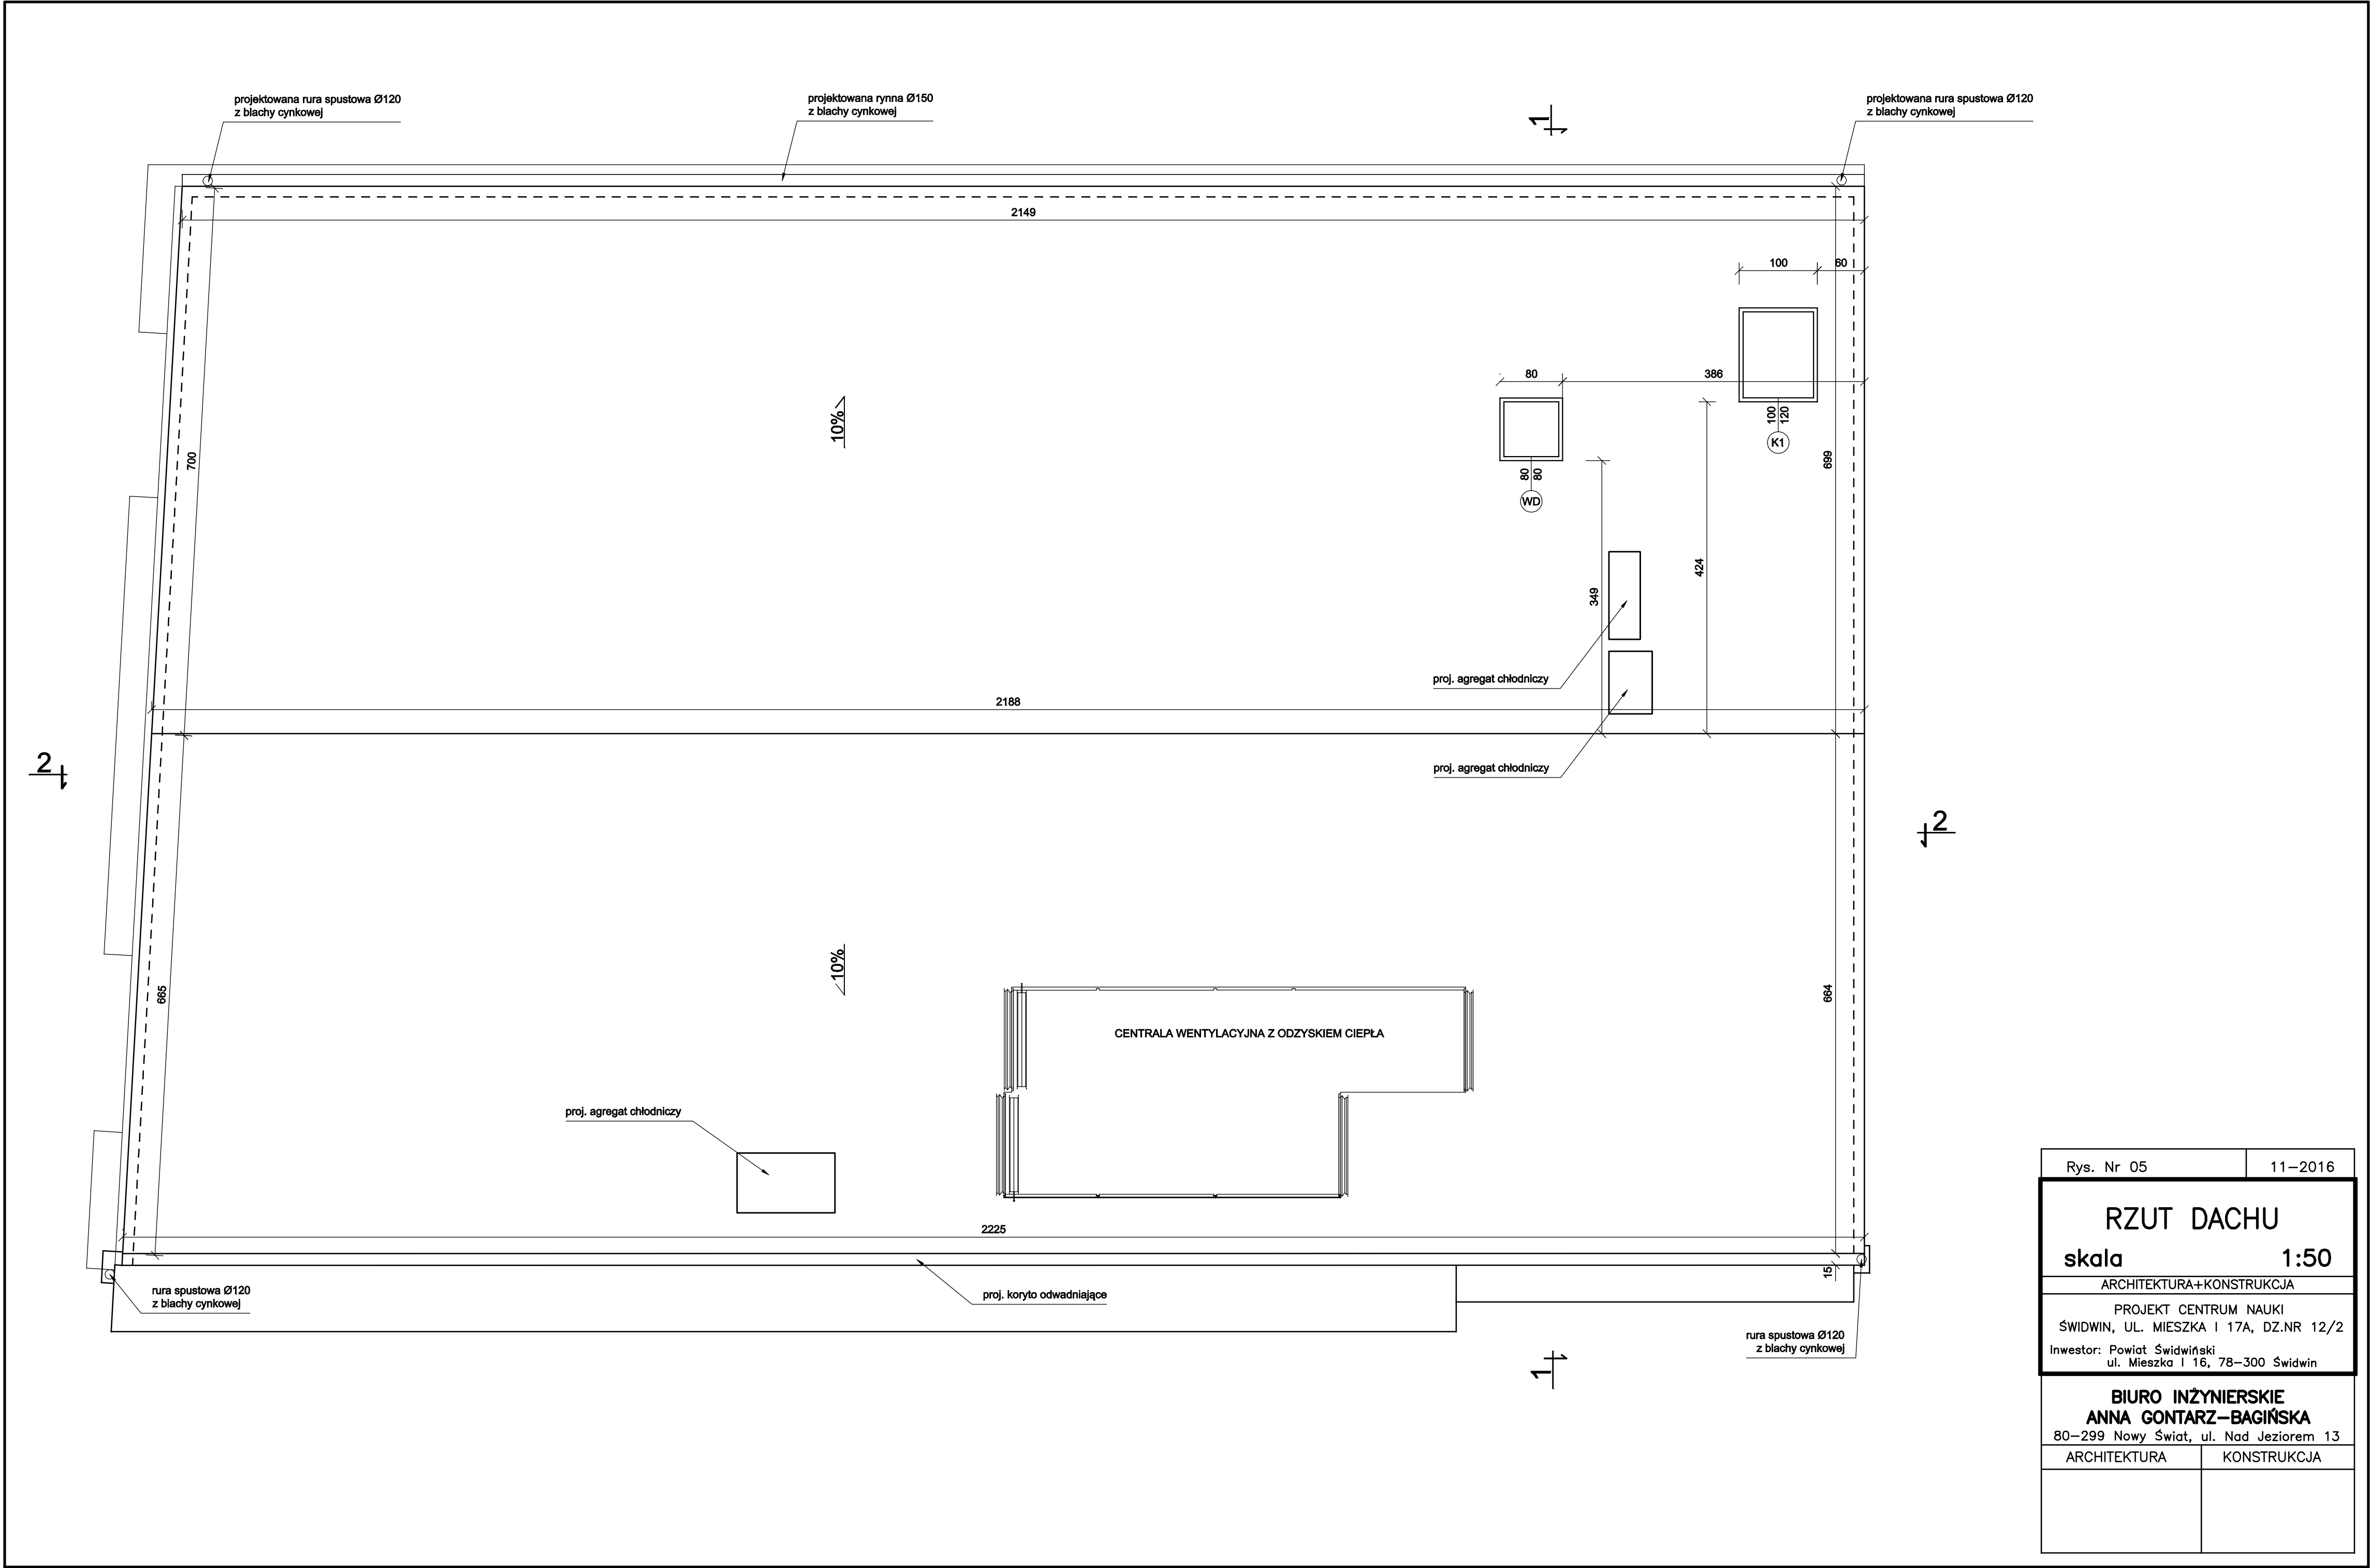 projektowana rura spustowa Ø120
z blachy cynkowej
projektowana rynna Ø150
z blachy cynkowej
projektowana rura spustowa Ø120
z blachy cynkowej
1
2149
100
60
80
386
10%
100
120
K1
700
699
80
80
WD
424
349
proj. agregat chłodniczy
2188
2
proj. agregat chłodniczy
2
10%
665
664
CENTRALA WENTYLACYJNA Z ODZYSKIEM CIEPŁA
proj. agregat chłodniczy
2225
15
rura spustowa Ø120
z blachy cynkowej
proj. koryto odwadniające
rura spustowa Ø120
z blachy cynkowej
1
Rys. Nr 05
11-2016
RZUT DACHU
skala 1:50
ARCHITEKTURA+KONSTRUKCJA
PROJEKT CENTRUM NAUKI
ŚWIDWIN, UL. MIESZKA I 17A, DZ.NR 12/2
Inwestor: Powiat Świdwiński
ul. Mieszka I 16, 78-300 Świdwin
BIURO INŻYNIERSKIE
ANNA GONTARZ-BAGIŃSKA
80-299 Nowy Świat, ul. Nad Jeziorem 13
ARCHITEKTURA
KONSTRUKCJA